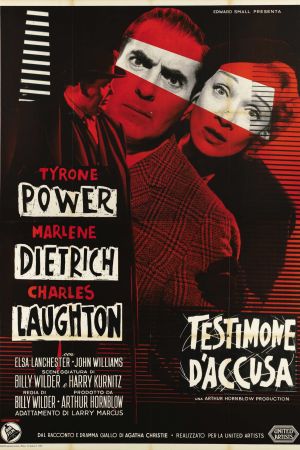 EDWARD SMALL PRESENTA
TYRONE
POWER
MARLENE
DIETRICH
CHARLES
LAUGHTON
TESTIMONE
D'ACCUSA
UNA ARTHUR HORNBLOW PRODUCTION
con
ELSA LANCHESTER · JOHN WILLIAMS
SCENEGGIATURA DI
BILLY WILDER e HARRY KURNITZ
REGIA DI PRODOTTO DA
BILLY WILDER · ARTHUR HORNBLOW
ADATTAMENTO DI LARRY MARCUS
DAL RACCONTO E DRAMMA GIALLO DI AGATHA CHRISTIE · REALIZZATO PER LA UNITED ARTISTS